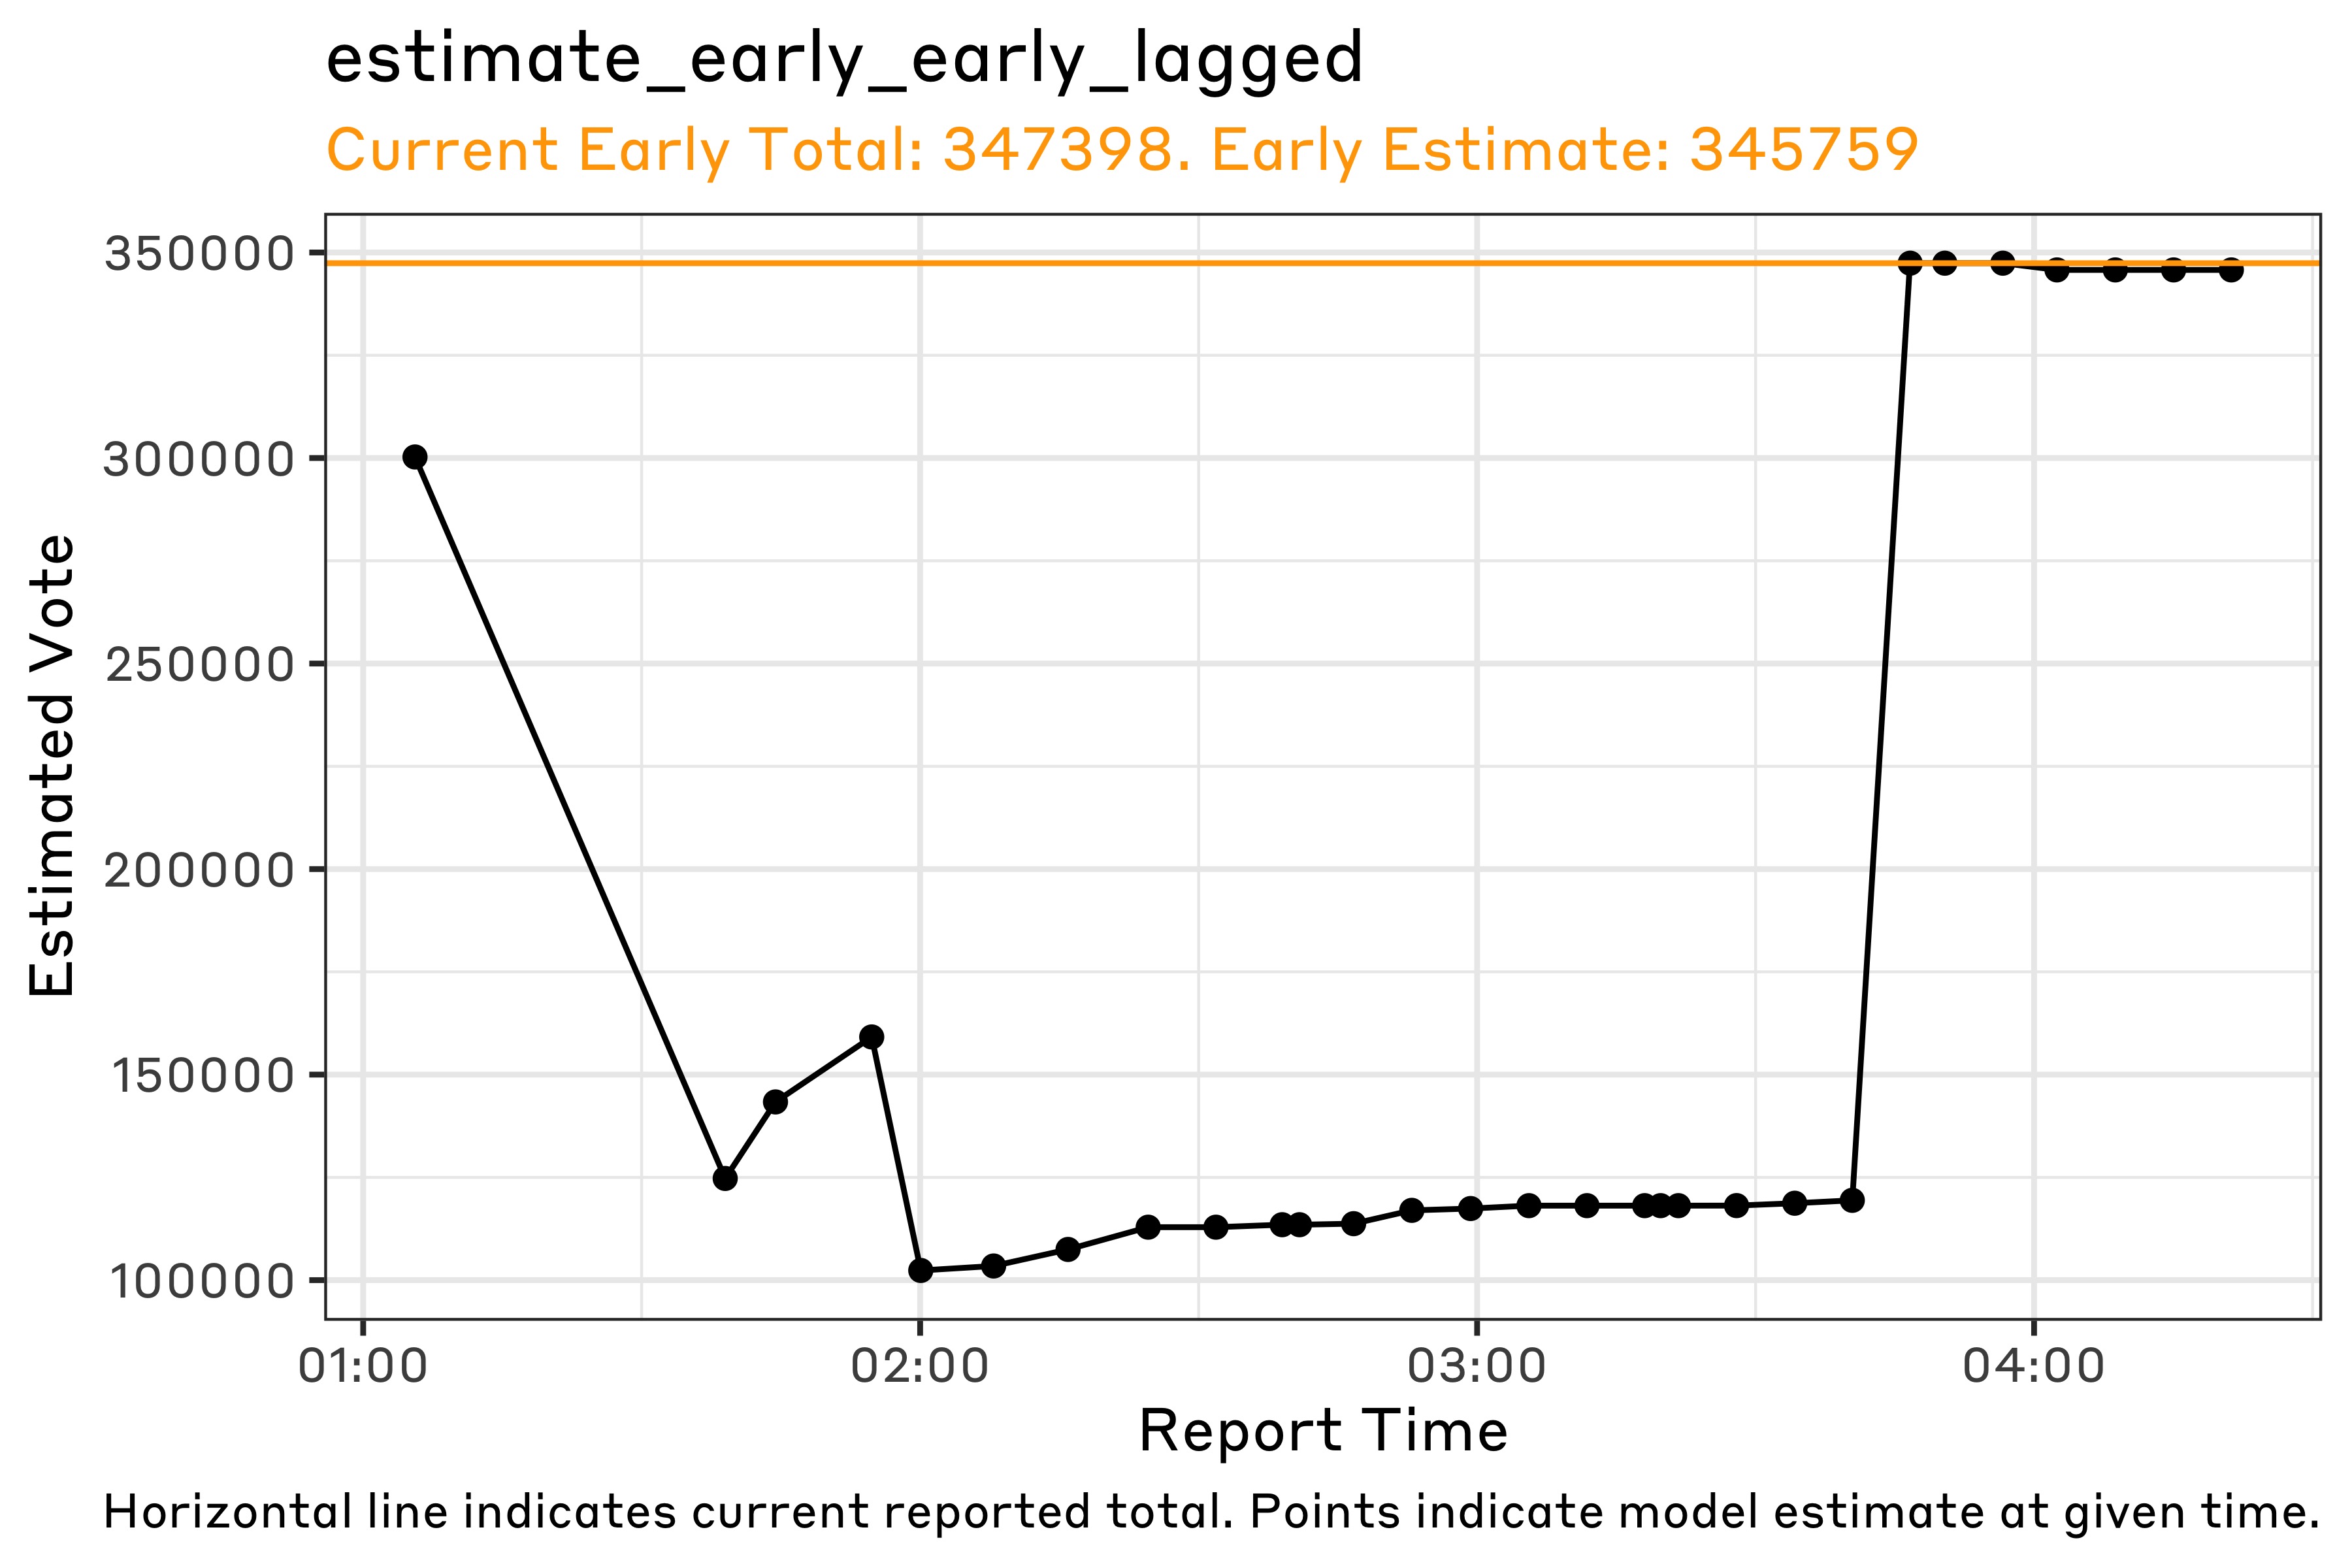 estimate_early_early_lagged
Current Early Total: 347398. Early Estimate: 345759
Estimated Vote
350000
300000
250000
200000
150000
100000
01:00 02:00 03:00 04:00
Report Time
Horizontal line indicates current reported total. Points indicate model estimate at given time.